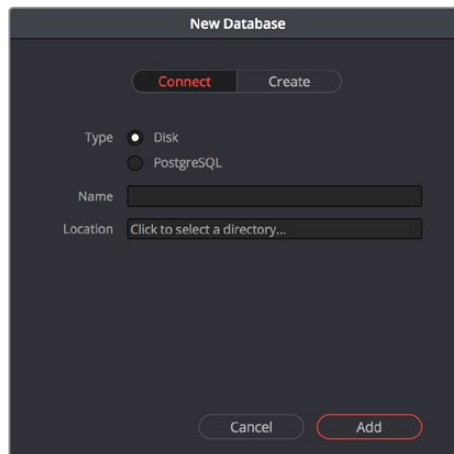 New Database
Connect Create
Type Disk
PostgreSQL
Name
Location Click to select a directory...
Cancel Add